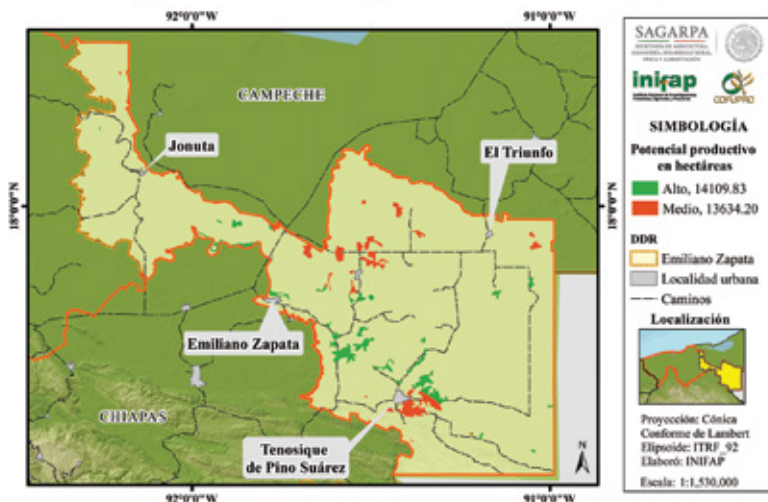 92°0'0"O
91°0'0"O
18°0'0"N
CAMPECHE
Jonuta
El Triunfo
Emiliano Zapata
CHIAPAS
Tenosique
de Pino Suárez
N
18°0'0"N
92°0'0"O
91°0'0"O
SAGARPA
inifap
COFUPRO
SIMBOLOGÍA
Potencial productivo
en hectáreas
Alto, 14109.83
Medio, 13634.20
DDR
Emiliano Zapata
Localidad urbana
Caminos
Localización
Proyección: Cónica
Conforme de Lambert
Elipsoide: ITRF_92
Elaboró: INIFAP
Escala: 1:1,530,000